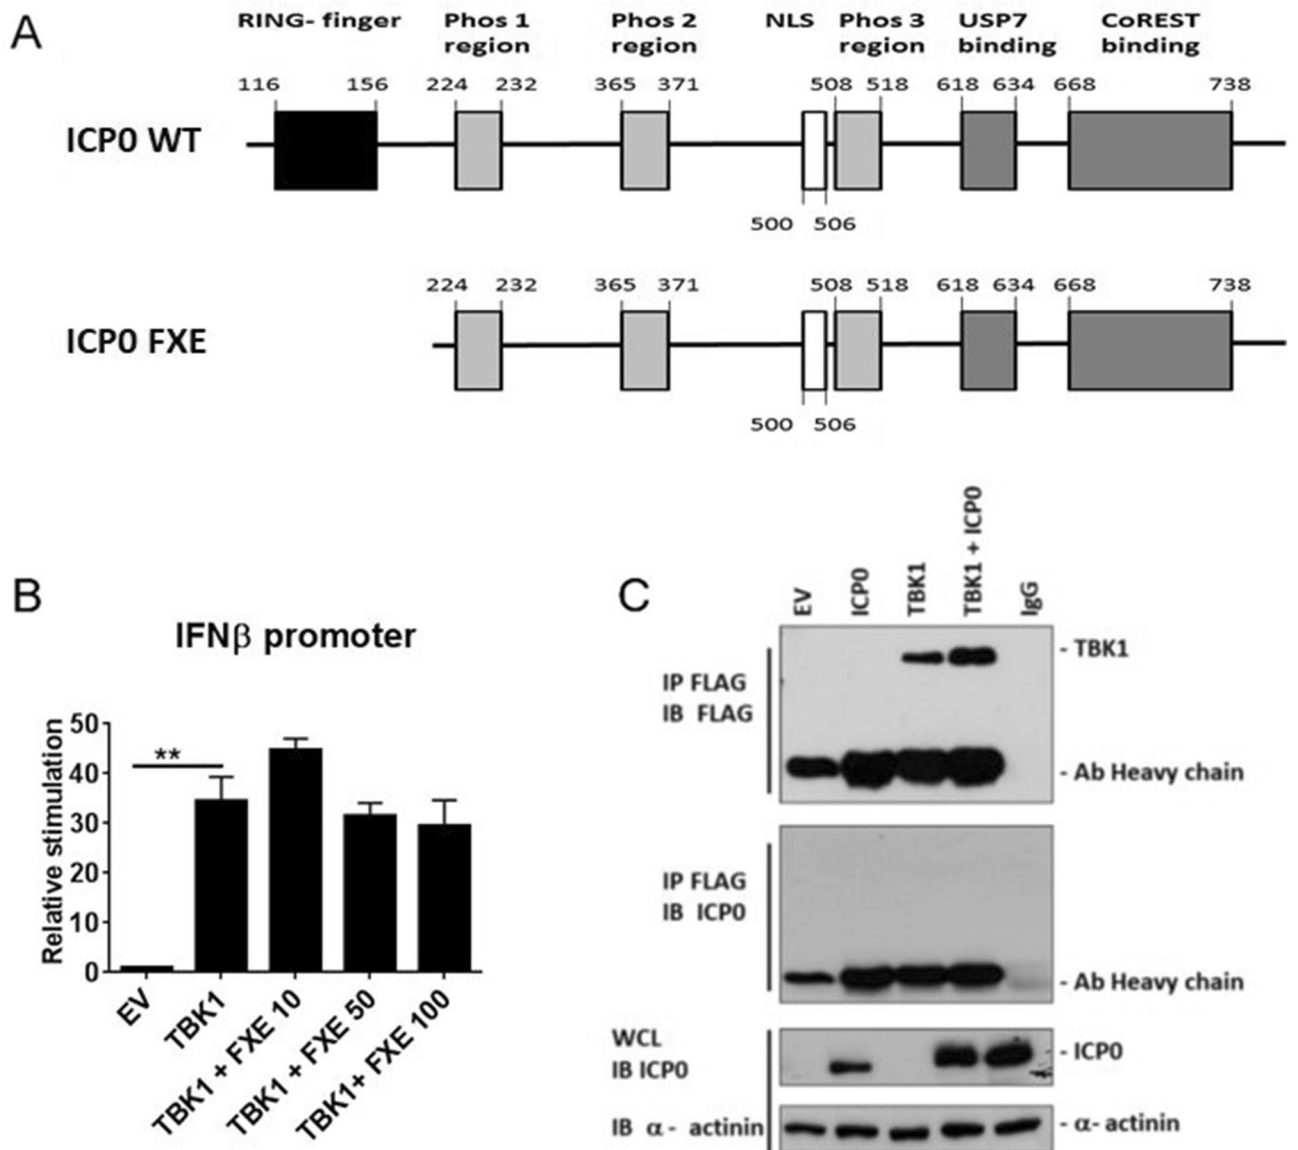 A
RING- finger Phos 1 region Phos 2 region NLS Phos 3 region USP7 binding CoREST binding
116 156 224 232 365 371 508 518 618 634 668 738
ICP0 WT
500 506
224 232 365 371 508 518 618 634 668 738
ICP0 FXE
500 506
B
IFNβ promoter
Relative stimulation
50
40
30
20
10
0
**
EV
TBK1
TBK1 + FXE 10
TBK1 + FXE 50
TBK1+ FXE 100
C
EV
ICP0
TBK1
TBK1 + ICP0
IgG
IP FLAG
IB FLAG
- TBK1
- Ab Heavy chain
IP FLAG
IB ICP0
- Ab Heavy chain
WCL
IB ICP0
- ICP0
IB α - actinin
- α- actinin